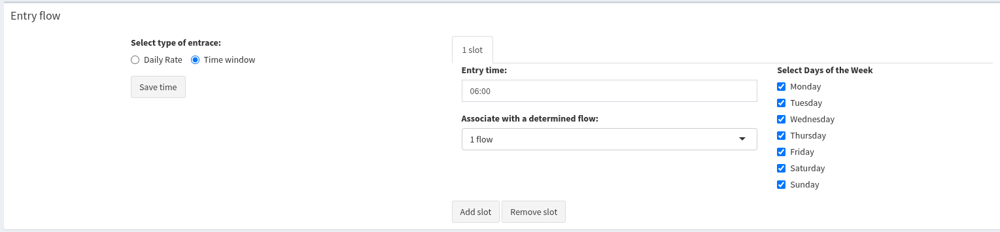 Entry flow
Select type of entrace:
Daily Rate
Time window
Save time
1 slot
Entry time:
06:00
Associate with a determined flow:
1 flow
Select Days of the Week
Monday
Tuesday
Wednesday
Thursday
Friday
Saturday
Sunday
Add slot
Remove slot